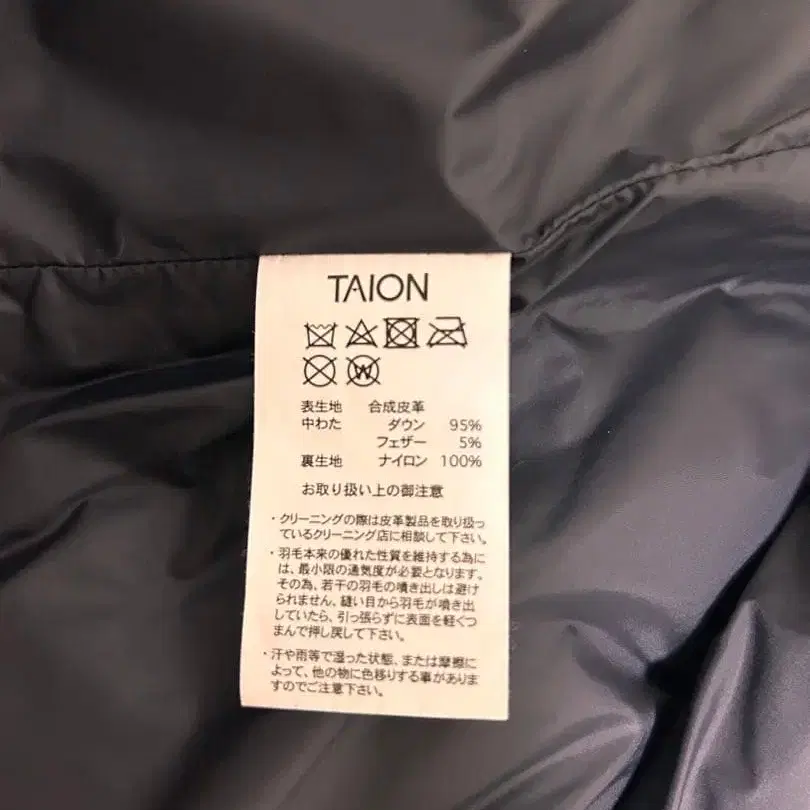 TAION
W
表生地 合成皮革
中わた ダウン 95%
フェザー 5%
裏生地 ナイロン 100%
お取り扱い上の御注意
・クリーニングの際は皮革製品を取り扱っ
ているクリーニング店に相談して下さい。
・羽毛本来の優れた性質を維持する為に
は、最小限の通気度が必要となります。
その為、若干の羽毛の噴き出しは避け
られません、縫い目から羽毛が噴き出
していたら、引っ張らずに表面を軽くつ
まんで押し戻して下さい。
・汗や雨等で湿った状態、または摩擦に
よって、他の物に色移りする事がありま
すのでご注意下さい。